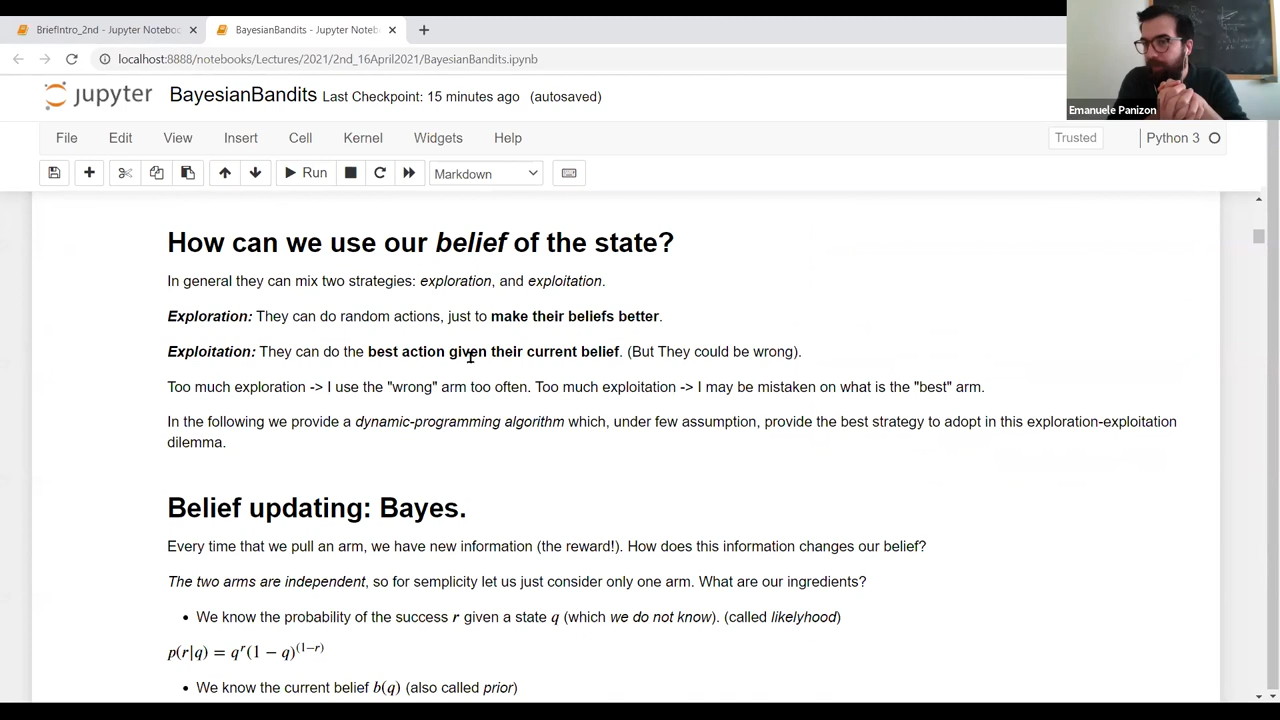 BriefIntro_2nd - Jupyter Noteboo
BayesianBandits - Jupyter Noteb
localhost:8888/notebooks/Lectures/2021/2nd_16April2021/BayesianBandits.ipynb
Emanuele Panizon
jupyter BayesianBandits Last Checkpoint: 15 minutes ago (autosaved)
File Edit View Insert Cell Kernel Widgets Help Trusted Python 3
Run Markdown
How can we use our belief of the state?
In general they can mix two strategies: exploration, and exploitation.
Exploration: They can do random actions, just to make their beliefs better.
Exploitation: They can do the best action given their current belief. (But They could be wrong).
Too much exploration -> I use the "wrong" arm too often. Too much exploitation -> I may be mistaken on what is the "best" arm.
In the following we provide a dynamic-programming algorithm which, under few assumption, provide the best strategy to adopt in this exploration-exploitation
dilemma.
Belief updating: Bayes.
Every time that we pull an arm, we have new information (the reward!). How does this information changes our belief?
The two arms are independent, so for semplicity let us just consider only one arm. What are our ingredients?
• We know the probability of the success r given a state q (which we do not know). (called likelyhood)
p(r|q) = q^r(1 − q)^(1−r)
• We know the current belief b(q) (also called prior)